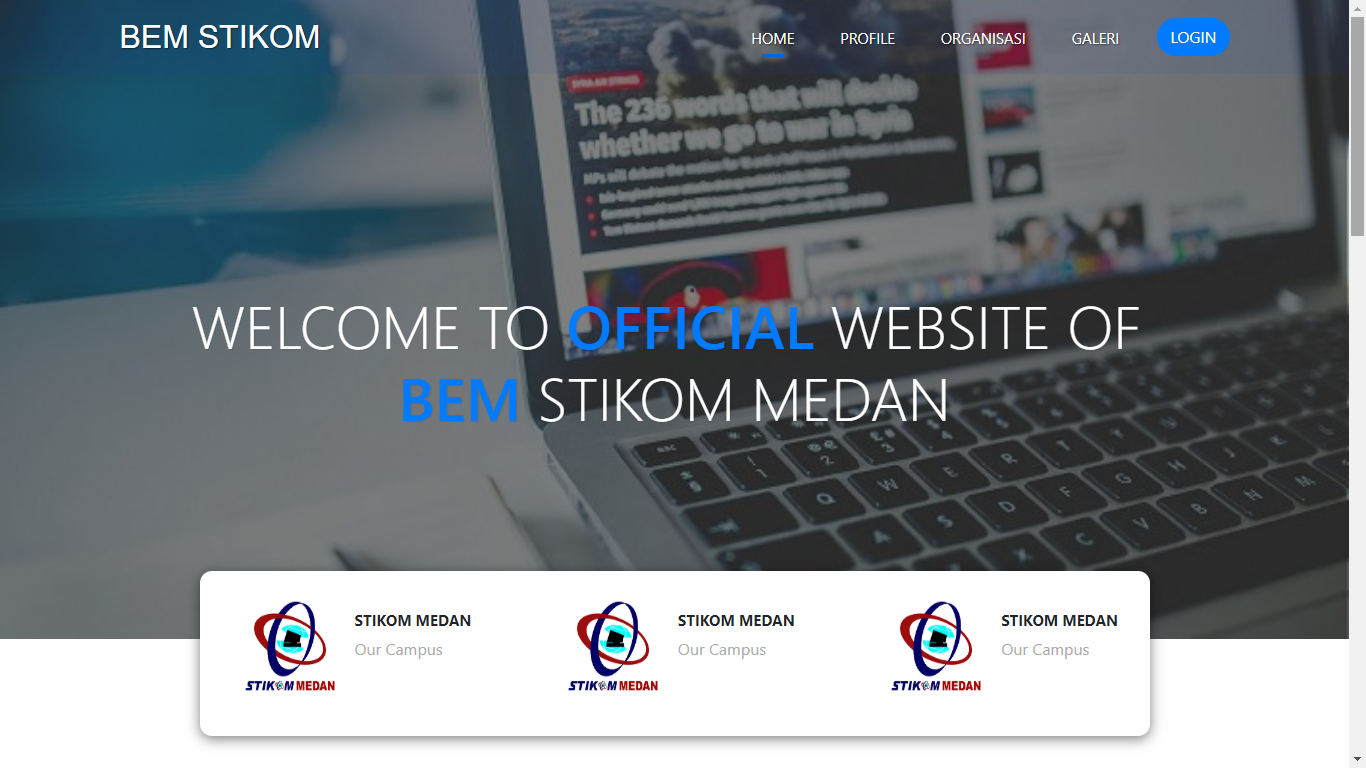 BEM STIKOM
HOME
PROFILE
ORGANISASI
GALERI
LOGIN
The 236 words that will decide
whether we go to war in Syria
WELCOME TO OFFICIAL WEBSITE OF
BEM STIKOM MEDAN
STIKOM MEDAN
Our Campus
STIKOM MEDAN
STIKOM MEDAN
Our Campus
STIKOM MEDAN
STIKOM MEDAN
Our Campus
STIKOM MEDAN